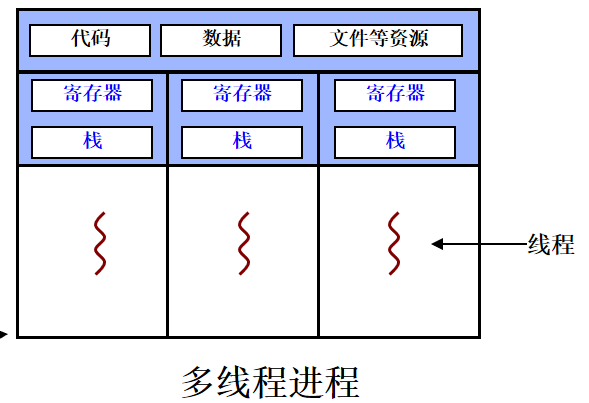 代码 数据 文件等资源
寄存器 寄存器 寄存器
栈 栈 栈
线程
多线程进程